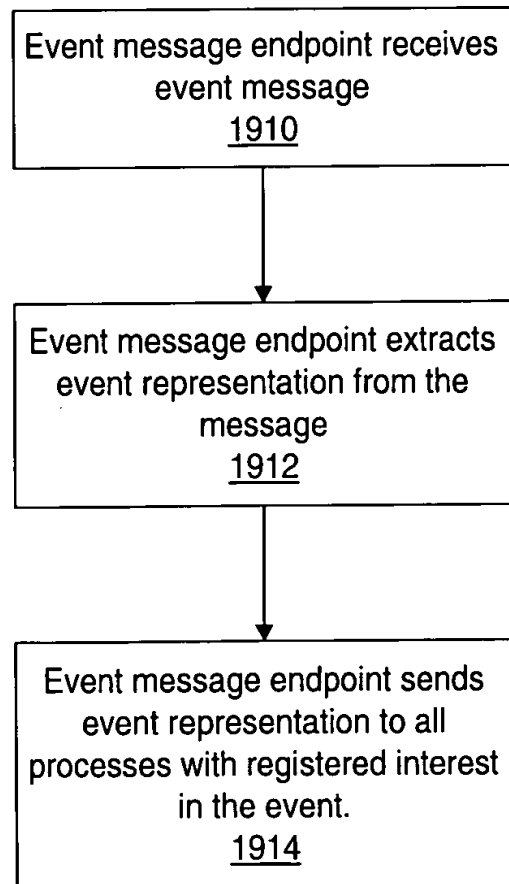 Event message endpoint receives
event message
1910
Event message endpoint extracts
event representation from the
message
1912
Event message endpoint sends
event representation to all
processes with registered interest
in the event.
1914